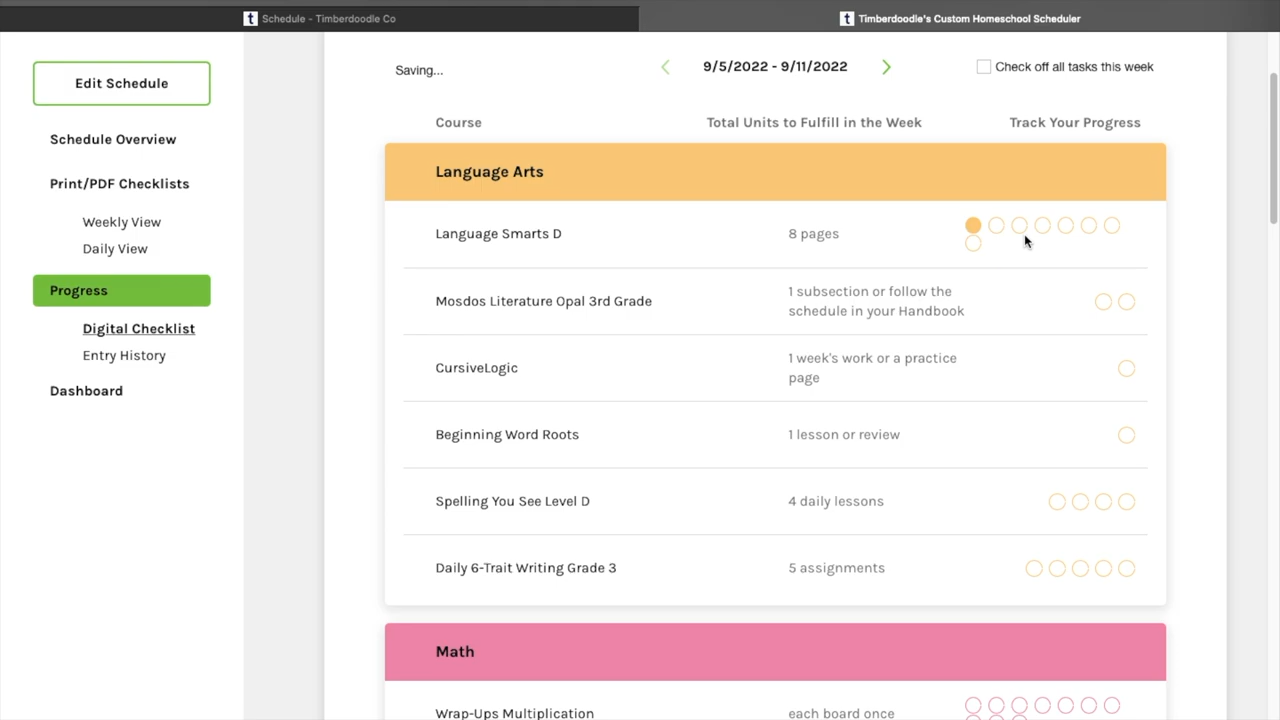 Schedule - Timberdoodle Co
Timberdoodle's Custom Homeschool Scheduler
Edit Schedule
Schedule Overview
Print/PDF Checklists
Weekly View
Daily View
Progress
Digital Checklist
Entry History
Dashboard
Saving...
9/5/2022 - 9/11/2022
Check off all tasks this week
Course
Total Units to Fulfill in the Week
Track Your Progress
Language Arts
Language Smarts D
8 pages
Mosdos Literature Opal 3rd Grade
1 subsection or follow the
schedule in your Handbook
CursiveLogic
1 week's work or a practice
page
Beginning Word Roots
1 lesson or review
Spelling You See Level D
4 daily lessons
Daily 6-Trait Writing Grade 3
5 assignments
Math
Wrap-Ups Multiplication
each board once